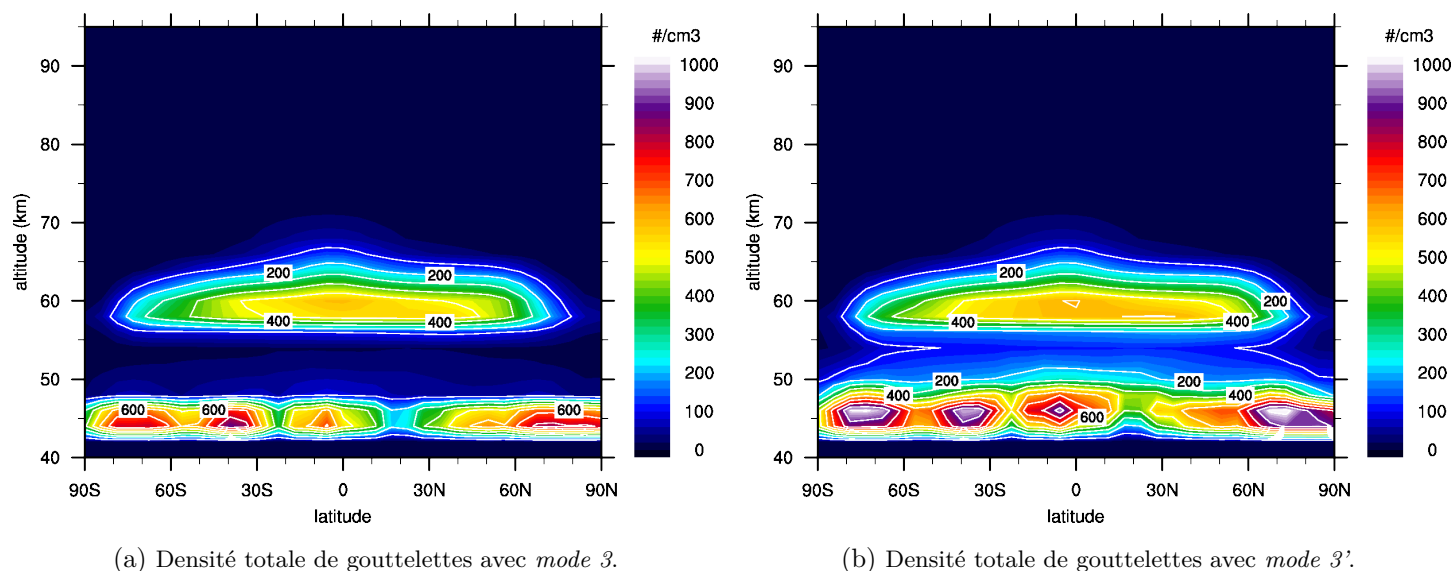 #/cm3
#/cm3
90
80
70
60
50
40
altitude (km)
200
200
400
400
600
600
600
90S
60S
30S
0
30N
60N
90N
latitude
1000
900
800
700
600
500
400
300
200
100
0
90
80
70
60
50
40
altitude (km)
200
200
400
400
200
200
400
400
600
90S
60S
30S
0
30N
60N
90N
latitude
1000
900
800
700
600
500
400
300
200
100
0
(a) Densité totale de gouttelettes avec mode 3.
(b) Densité totale de gouttelettes avec mode 3’.